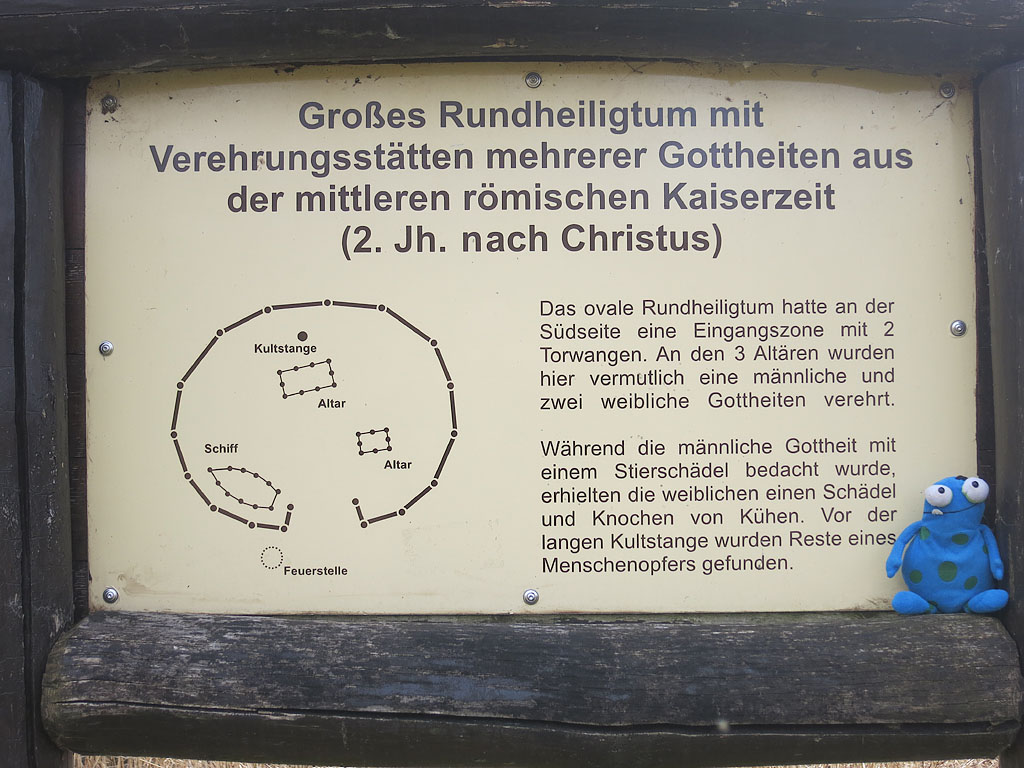 Großes Rundheiligtum mit
Verehrungsstätten mehrerer Gottheiten aus
der mittleren römischen Kaiserzeit
(2. Jh. nach Christus)
Kultstange
Altar
Altar
Schiff
Feuerstelle
Das ovale Rundheiligtum hatte an der
Südseite eine Eingangszone mit 2
Torwangen. An den 3 Altären wurden
hier vermutlich eine männliche und
zwei weibliche Gottheiten verehrt.
Während die männliche Gottheit mit
einem Stierschädel bedacht wurde,
erhielten die weiblichen einen Schädel
und Knochen von Kühen. Vor der
langen Kultstange wurden Reste eines
Menschenopfers gefunden.